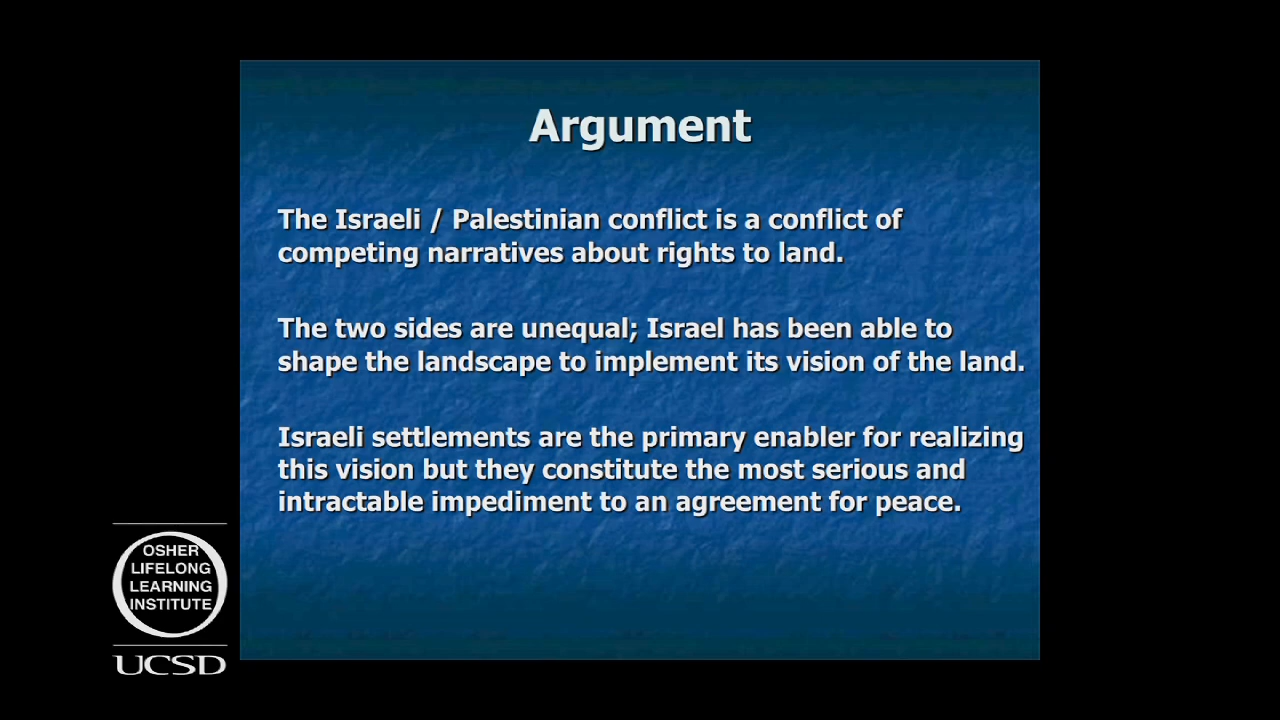 Argument
The Israeli / Palestinian conflict is a conflict of
competing narratives about rights to land.
The two sides are unequal; Israel has been able to
shape the landscape to implement its vision of the land.
Israeli settlements are the primary enabler for realizing
this vision but they constitute the most serious and
intractable impediment to an agreement for peace.
OSHER
LIFELONG
LEARNING
INSTITUTE
UCSD